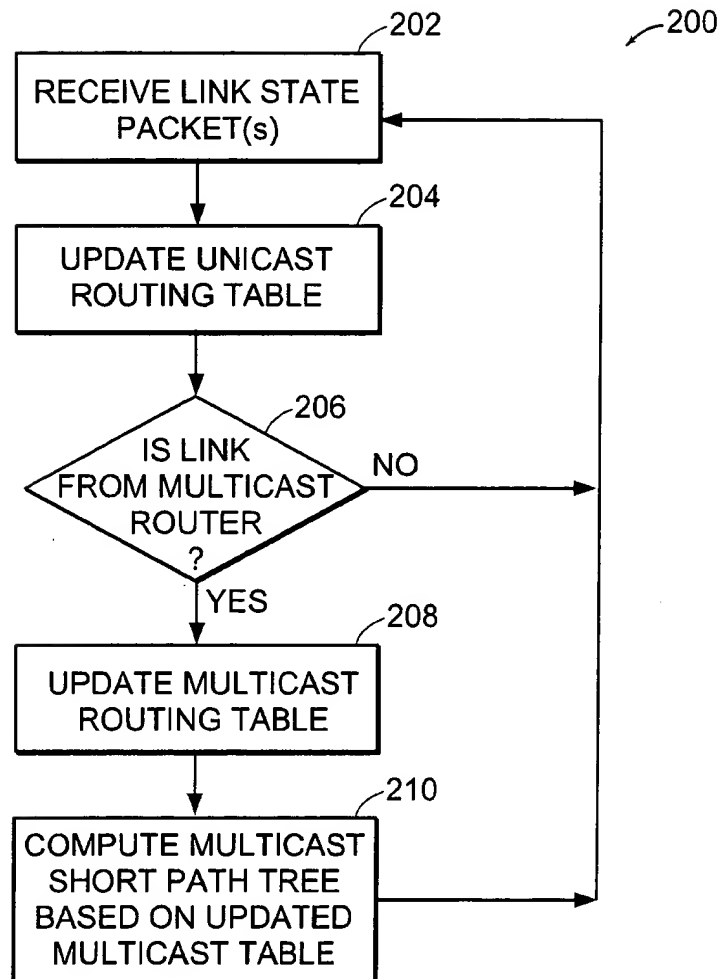 200
202
RECEIVE LINK STATE
PACKET(s)
204
UPDATE UNICAST
ROUTING TABLE
206
IS LINK
FROM MULTICAST
ROUTER
?
NO
YES
208
UPDATE MULTICAST
ROUTING TABLE
210
COMPUTE MULTICAST
SHORT PATH TREE
BASED ON UPDATED
MULTICAST TABLE